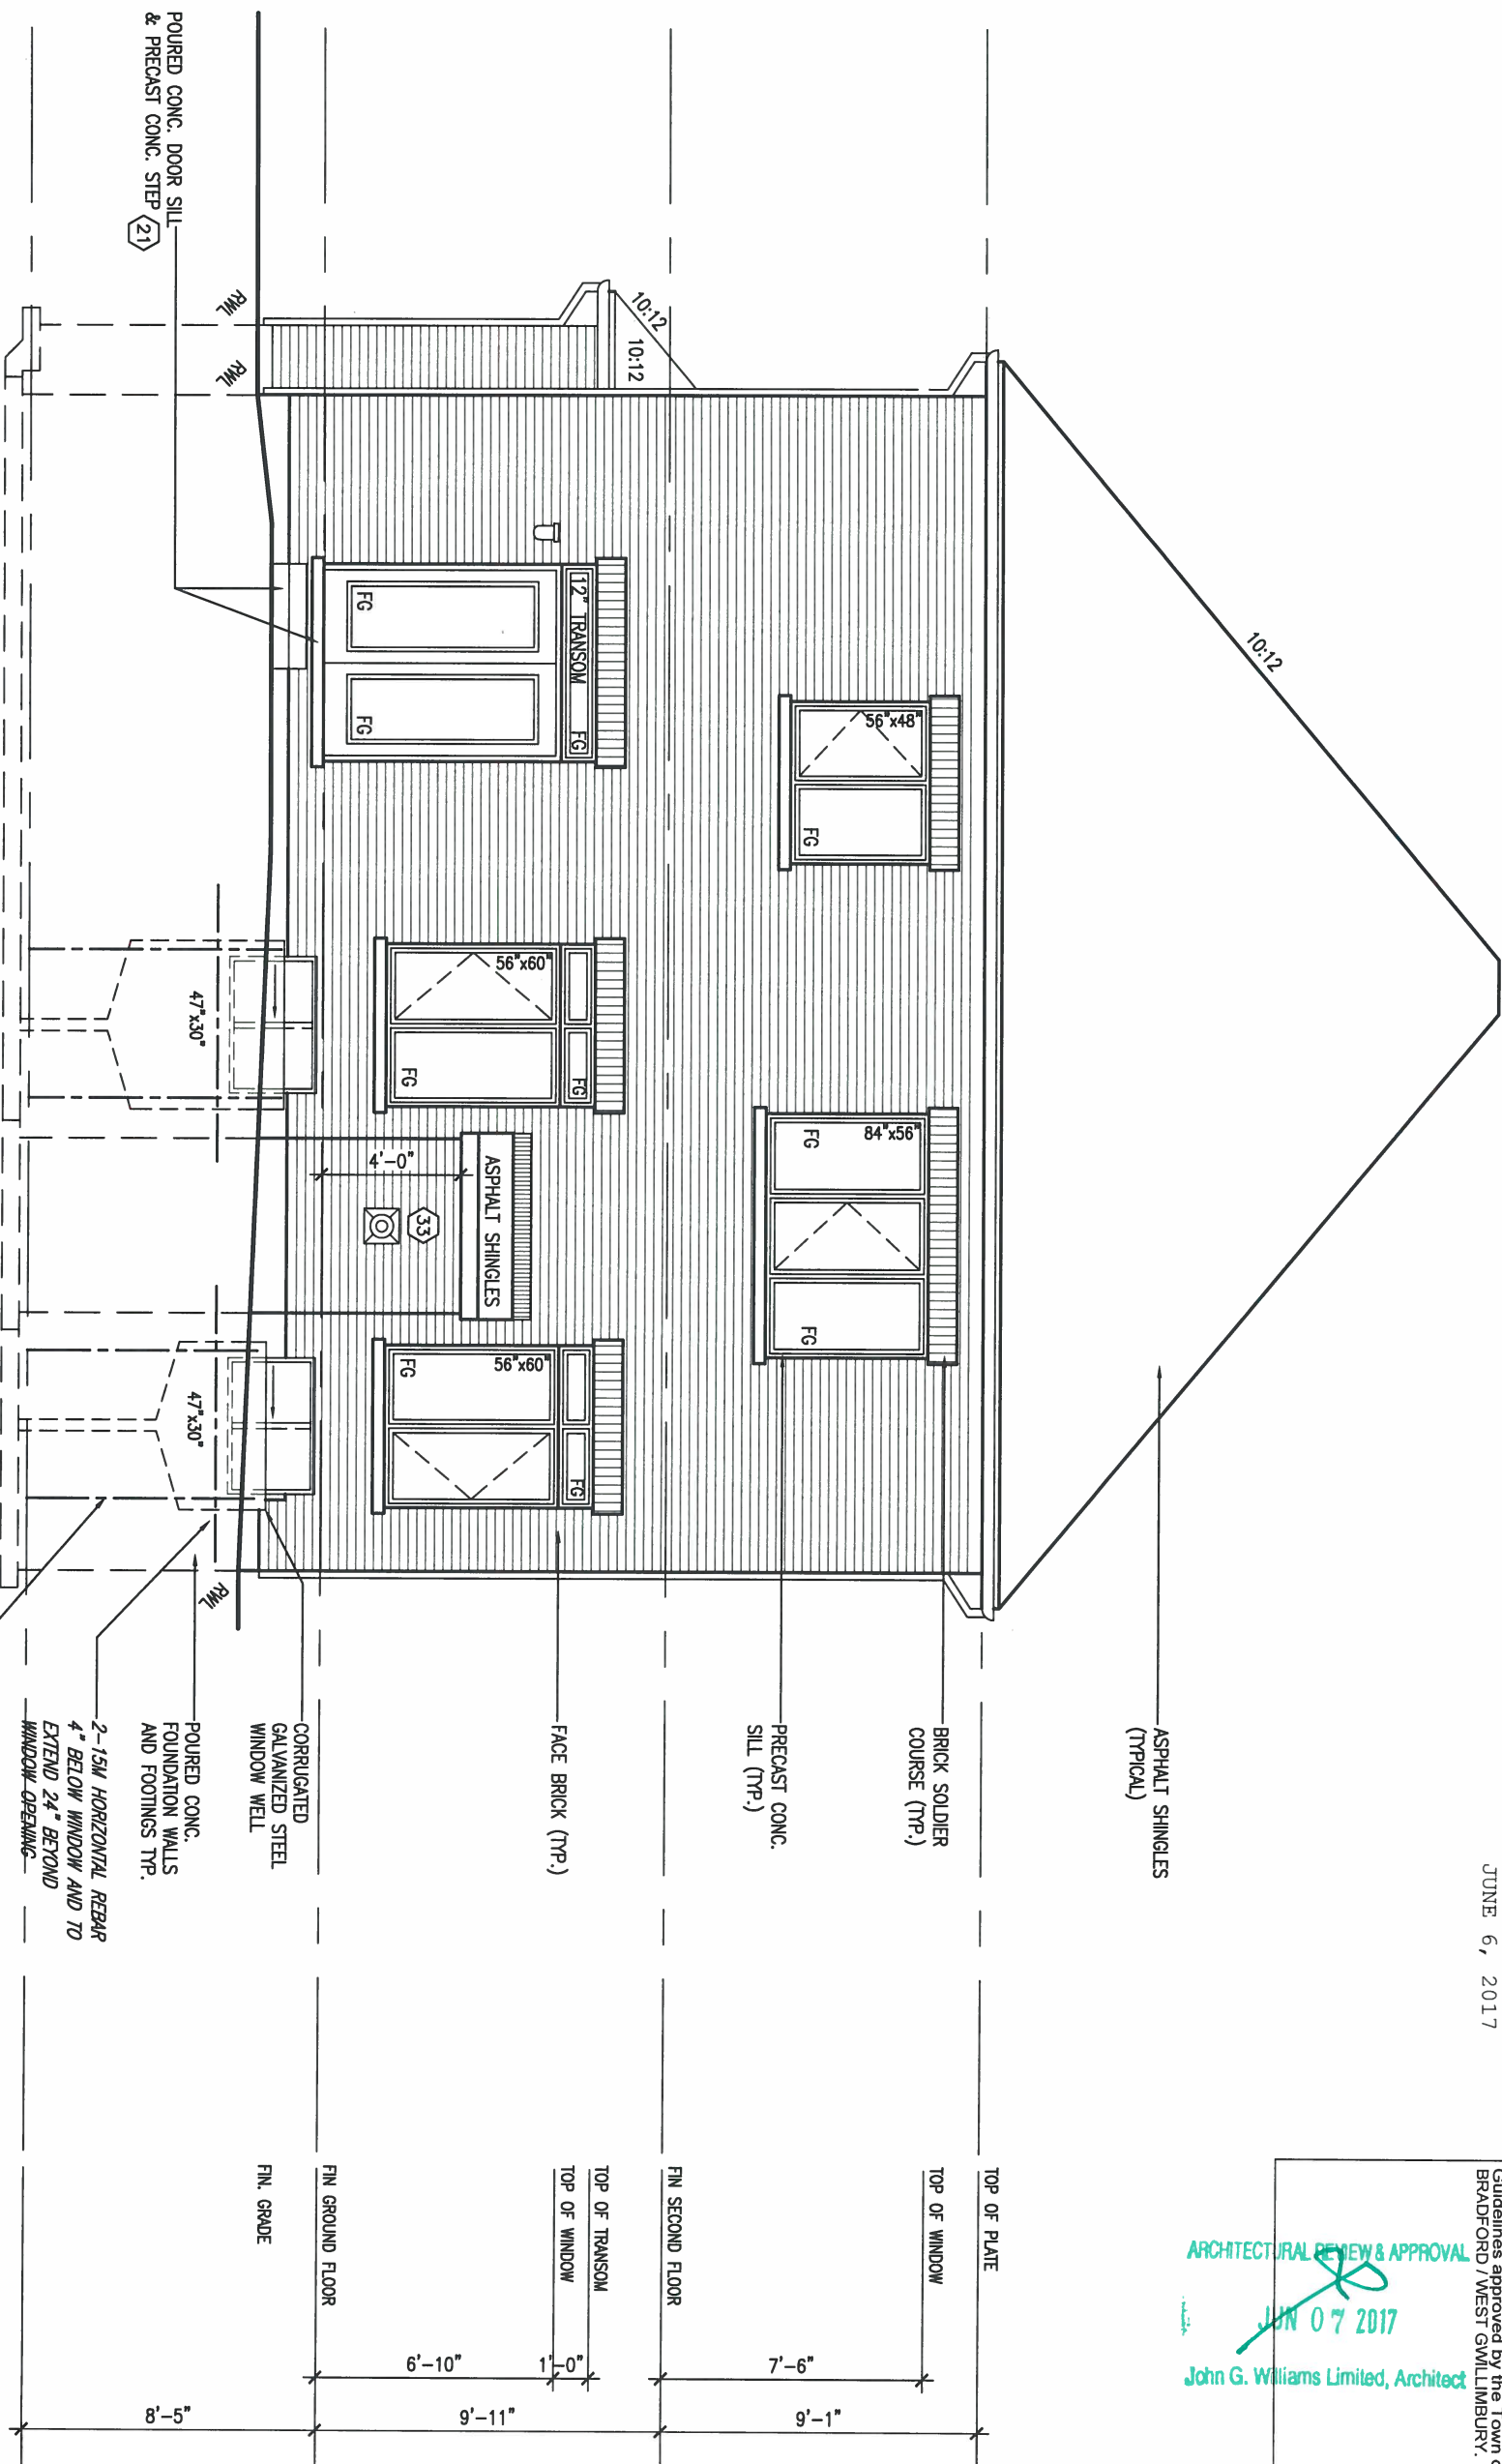 JUNE 6, 2017
BRADFORD / WEST GWILLIMBURY.
ARCHITECTURAL REVIEW & APPROVAL
JUN 07 2017
John G. Williams Limited, Architect
10:12
ASPHALT SHINGLES
(TYPICAL)
TOP OF PLATE
BRICK SOLDIER
COURSE (TYP.)
TOP OF WINDOW
56"x48"
FG
84"x56"
FG
FG
PRECAST CONC.
SILL (TYP.)
7'-6"
9'-1"
FIN SECOND FLOOR
10:12
10:12
TOP OF TRANSOM
TOP OF WINDOW
1'-0"
12" TRANSOM
FG
FG
FG
56"x60"
FG
FG
ASPHALT SHINGLES
4'-0"
33
56"x60"
FG
FG
FACE BRICK (TYP.)
6'-10"
9'-11"
FIN GROUND FLOOR
FIN. GRADE
CORRUGATED
GALVANIZED STEEL
WINDOW WELL
RWL
RWL
RWL
47"x30"
47"x30"
POURED CONC. DOOR SILL
& PRECAST CONC. STEP
21
POURED CONC.
FOUNDATION WALLS
AND FOOTINGS TYP.
2-15M HORIZONTAL REBAR
4" BELOW WINDOW AND TO
EXTEND 24" BEYOND
WINDOW OPENING
8'-5"